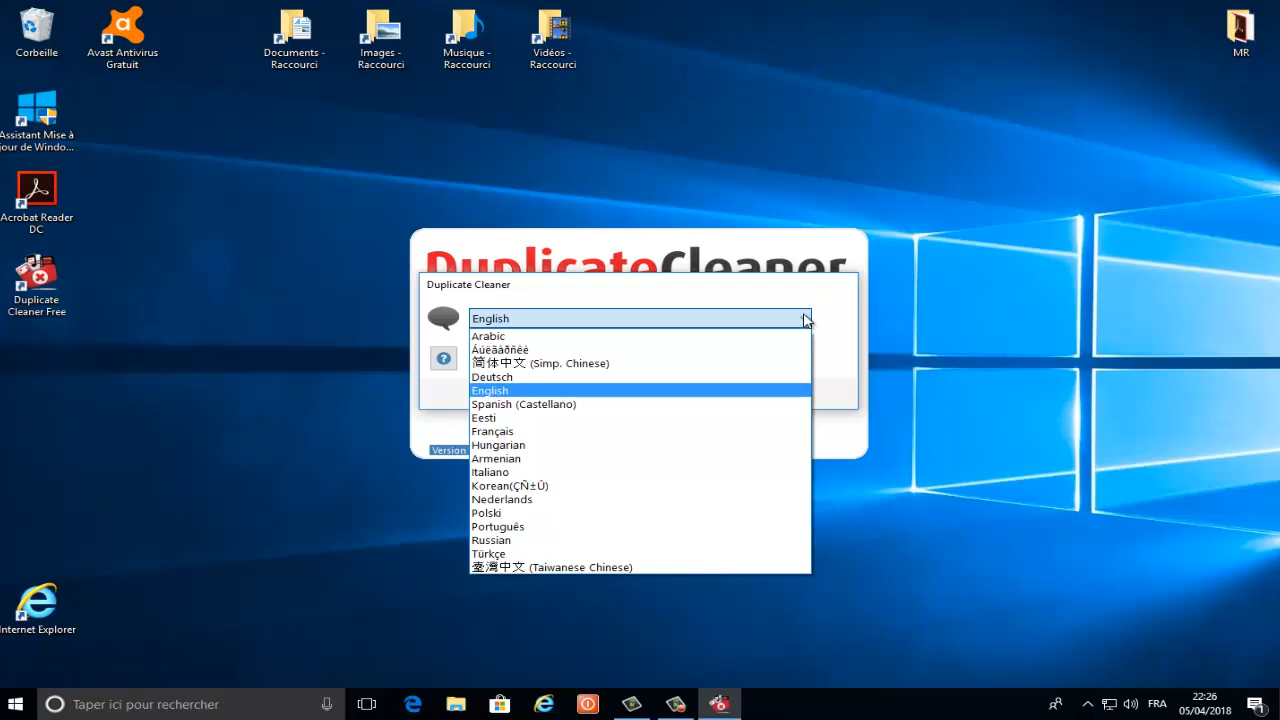 Corbeille
Avast Antivirus
Gratuit
Documents -
Raccourci
Images -
Raccourci
Musique -
Raccourci
Vidéos -
Raccourci
MR
Assistant Mise à
jour de Windo...
Acrobat Reader
DC
Duplicate
Cleaner Free
Internet Explorer
DuplicateCleaner
Duplicate Cleaner
English
Arabic
Áúëãàðñêè
简体中文 (Simp. Chinese)
Deutsch
English
Spanish (Castellano)
Eesti
Français
Hungarian
Armenian
Italiano
Korean(ÇÑ±Û)
Nederlands
Polski
Português
Russian
Türkçe
臺灣中文 (Taiwanese Chinese)
Version
Taper ici pour rechercher
FRA
22:26
05/04/2018
1